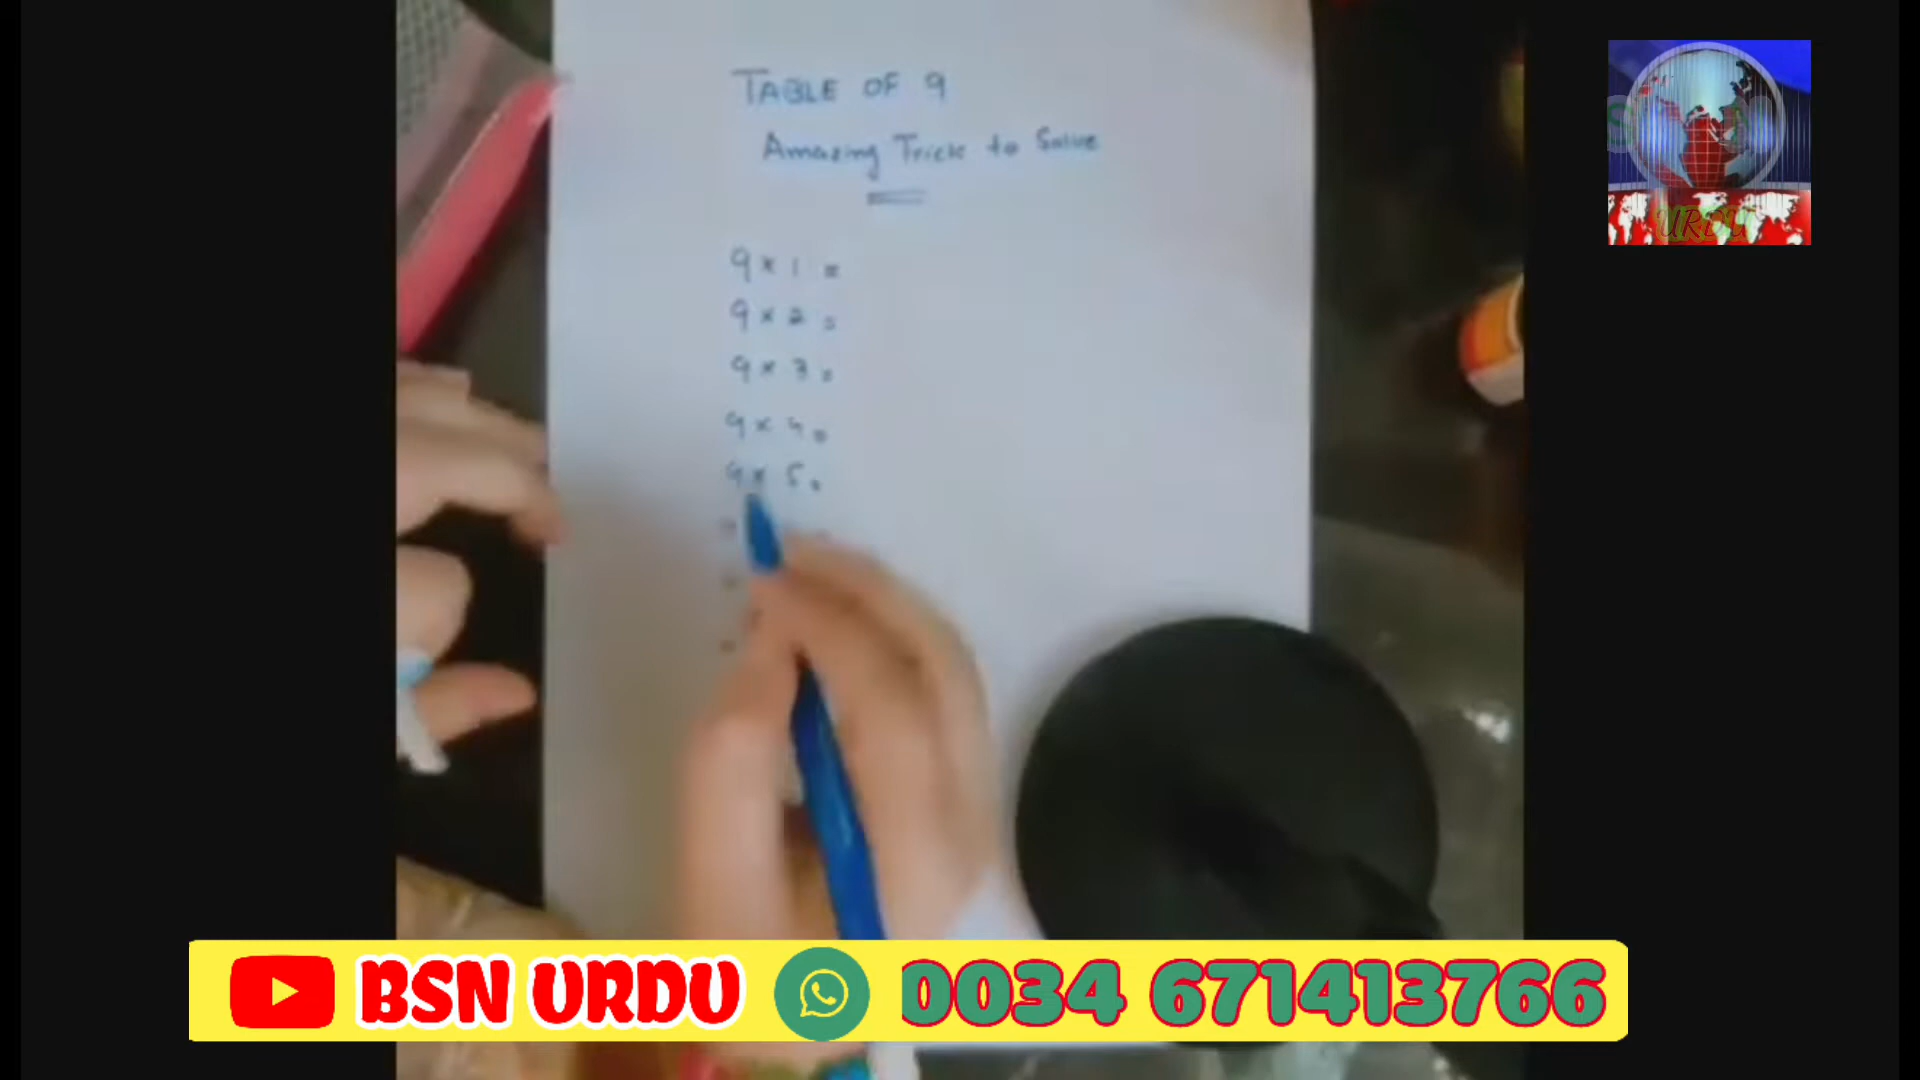 TABLE OF 9
Amazing Trick to Solve
9 × 1 =
9 × 2 =
9 × 3 =
9 × 4 =
9 × 5 =
URDU
BSN URDU 0034 671413766